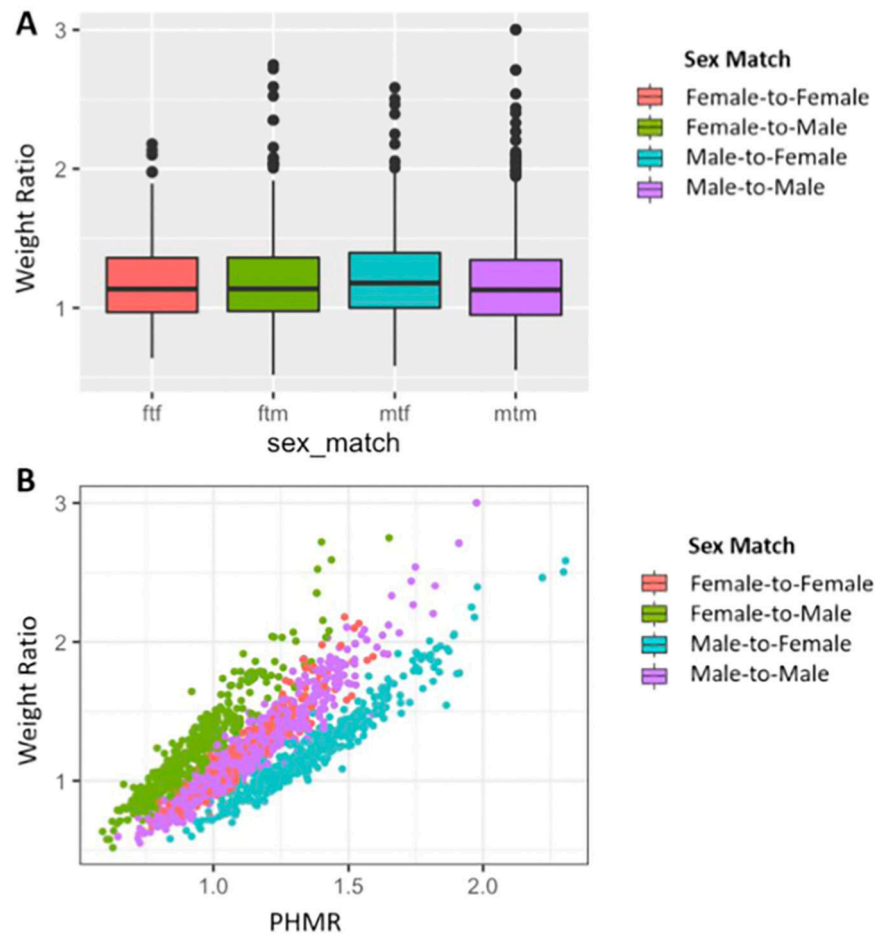 A
3
2
1
Weight Ratio
ftf ftm mtf mtm
sex_match
Sex Match
Female-to-Female
Female-to-Male
Male-to-Female
Male-to-Male
B
3
2
1
Weight Ratio
1.0 1.5 2.0
PHMR
Sex Match
Female-to-Female
Female-to-Male
Male-to-Female
Male-to-Male